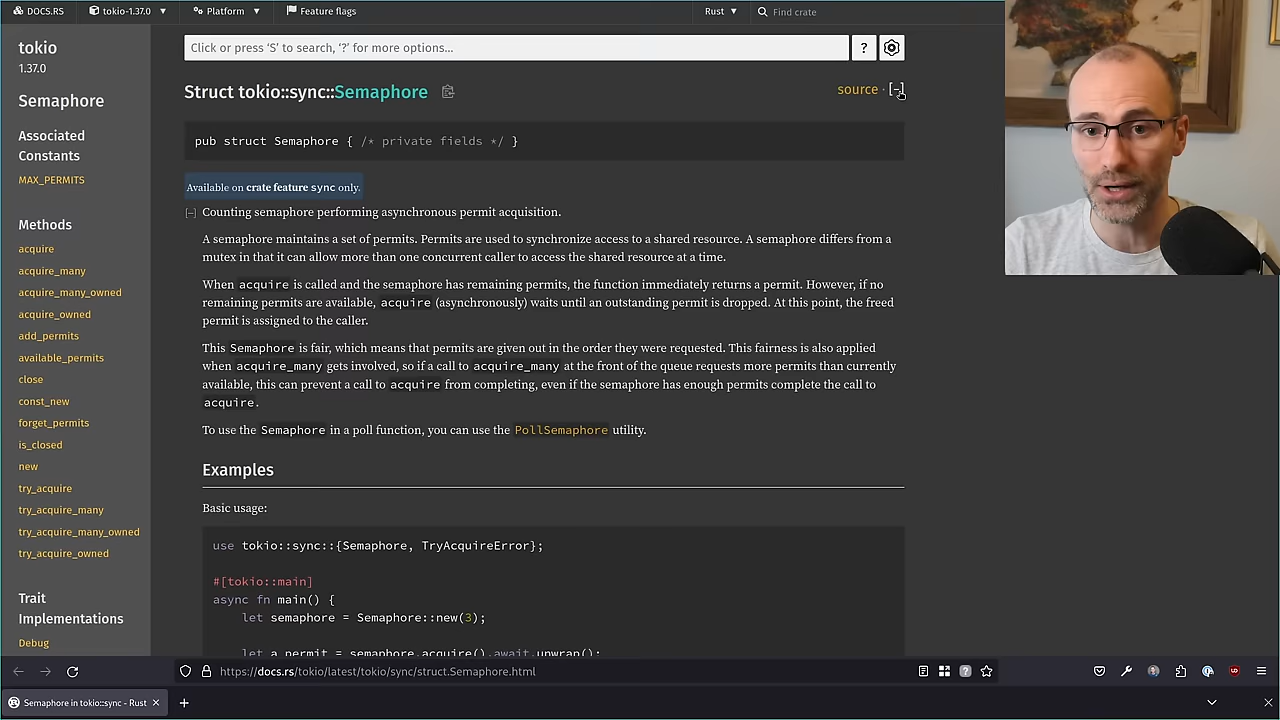 DOCS.RS
tokio-1.37.0
Platform
Feature flags
Rust
Find crate
tokio
1.37.0
Semaphore
Associated
Constants
MAX_PERMITS
Methods
acquire
acquire_many
acquire_many_owned
acquire_owned
add_permits
available_permits
close
const_new
forget_permits
is_closed
new
try_acquire
try_acquire_many
try_acquire_many_owned
try_acquire_owned
Trait
Implementations
Debug
Click or press ‘S’ to search, ‘?’ for more options…
?
Struct tokio::sync::Semaphore
source · [−]
pub struct Semaphore { /* private fields */ }
Available on crate feature sync only.
[−] Counting semaphore performing asynchronous permit acquisition.
A semaphore maintains a set of permits. Permits are used to synchronize access to a shared resource. A semaphore differs from a
mutex in that it can allow more than one concurrent caller to access the shared resource at a time.
When acquire is called and the semaphore has remaining permits, the function immediately returns a permit. However, if no
remaining permits are available, acquire (asynchronously) waits until an outstanding permit is dropped. At this point, the freed
permit is assigned to the caller.
This Semaphore is fair, which means that permits are given out in the order they were requested. This fairness is also applied
when acquire_many gets involved, so if a call to acquire_many at the front of the queue requests more permits than currently
available, this can prevent a call to acquire from completing, even if the semaphore has enough permits complete the call to
acquire.
To use the Semaphore in a poll function, you can use the PollSemaphore utility.
Examples
Basic usage:
use tokio::sync::{Semaphore, TryAcquireError};
#[tokio::main]
async fn main() {
let semaphore = Semaphore::new(3);
let a_permit = semaphore.acquire().await.unwrap();
https://docs.rs/tokio/latest/tokio/sync/struct.Semaphore.html
Semaphore in tokio::sync - Rust